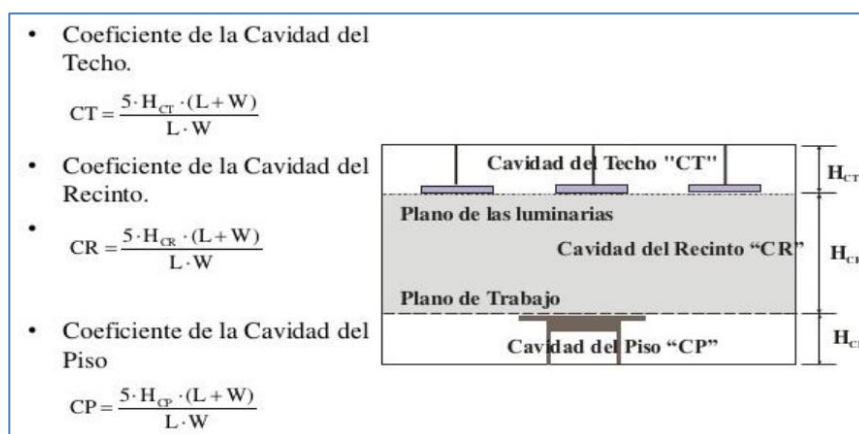 • Coeficiente de la Cavidad del
Techo.
CT = 5·H_CT·(L+W) / L·W
• Coeficiente de la Cavidad del
Recinto.
• CR = 5·H_CR·(L+W) / L·W
• Coeficiente de la Cavidad del
Piso
CP = 5·H_CP·(L+W) / L·W
Cavidad del Techo "CT"
H_CT
Plano de las luminarias
Cavidad del Recinto “CR”
Plano de Trabajo
Cavidad del Piso “CP”